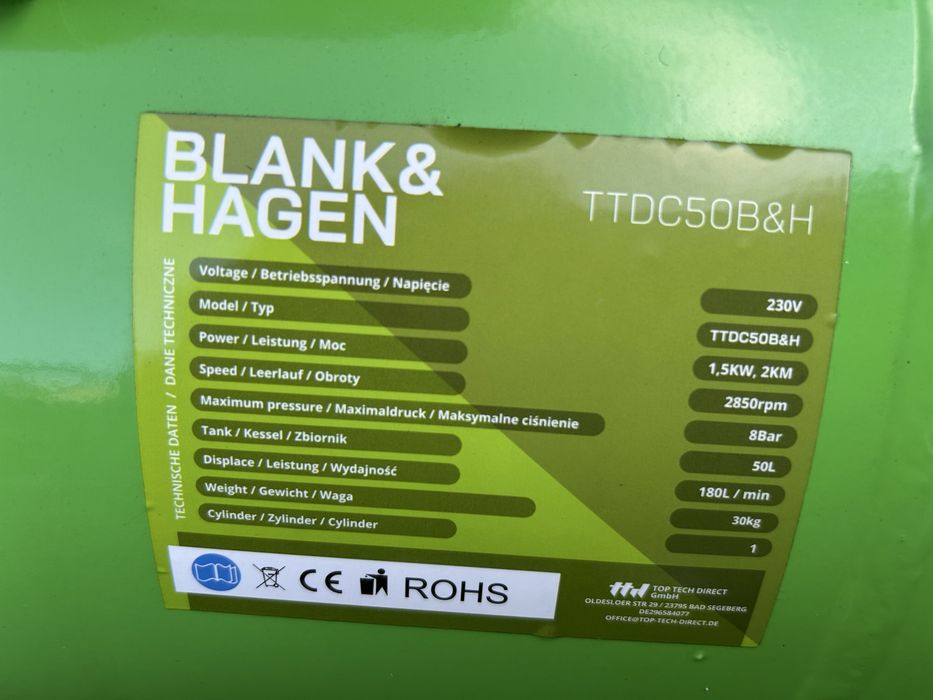 BLANK&
HAGEN
TTDC50B&H
TECHNISCHE DATEN / DANE TECHNICZNE
Voltage / Betriebsspannung / Napięcie 230V
Model / Typ TTDC50B&H
Power / Leistung / Moc 1,5KW, 2KM
Speed / Leerlauf / Obroty 2850rpm
Maximum pressure / Maximaldruck / Maksymalne ciśnienie 8Bar
Tank / Kessel / Zbiornik 50L
Displace / Leistung / Wydajność 180L / min
Weight / Gewicht / Waga 30kg
Cylinder / Zylinder / Cylinder 1
CE ROHS
ttd TOP TECH DIRECT
GmbH
OLDESLOER STR 29 / 23795 BAD SEGEBERG
DE296584077
OFFICE@TOP-TECH-DIRECT.DE